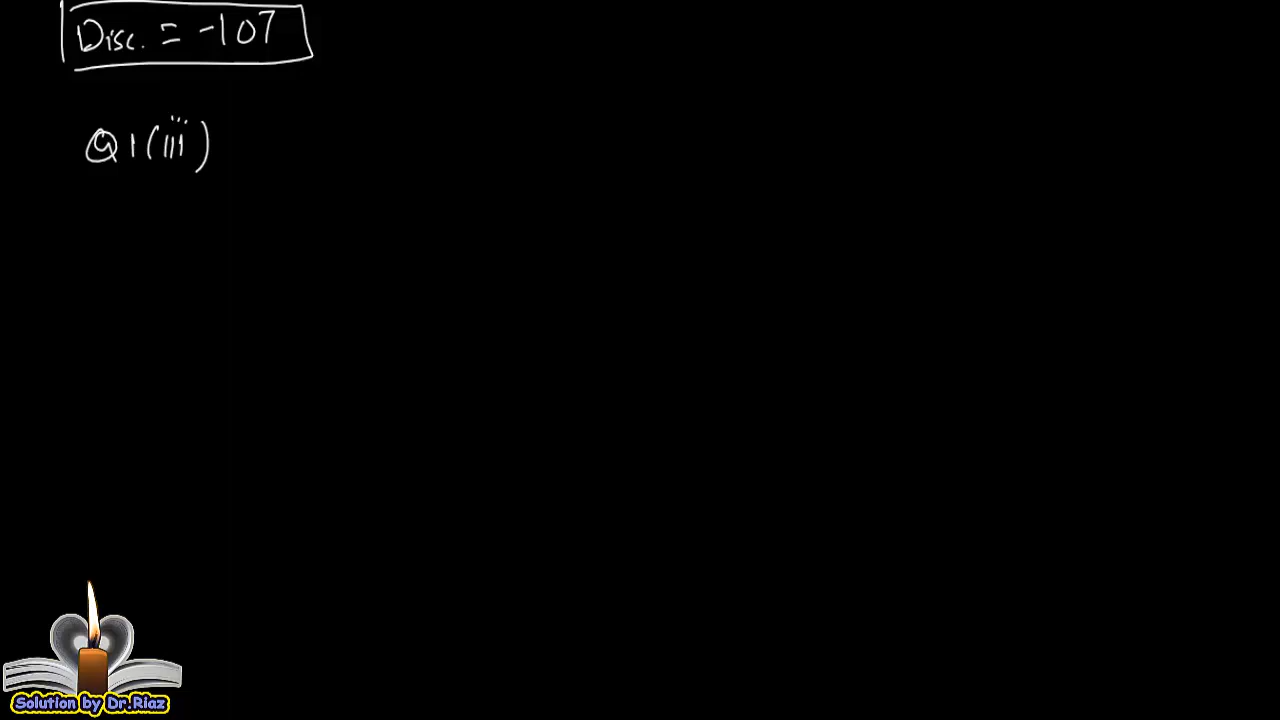 Disc. = -107
Q1(iii)
Solution by Dr.Riaz